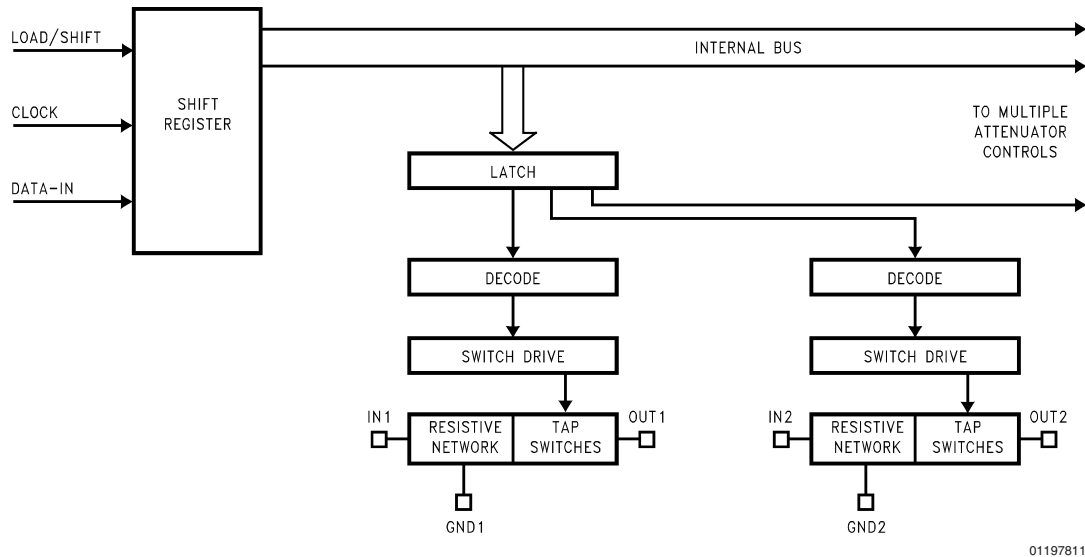 LOAD/SHIFT
CLOCK
DATA-IN
SHIFT
REGISTER
INTERNAL BUS
TO MULTIPLE
ATTENUATOR
CONTROLS
LATCH
DECODE
DECODE
SWITCH DRIVE
SWITCH DRIVE
IN1
RESISTIVE
NETWORK
TAP
SWITCHES
OUT1
GND1
IN2
RESISTIVE
NETWORK
TAP
SWITCHES
OUT2
GND2
01197811